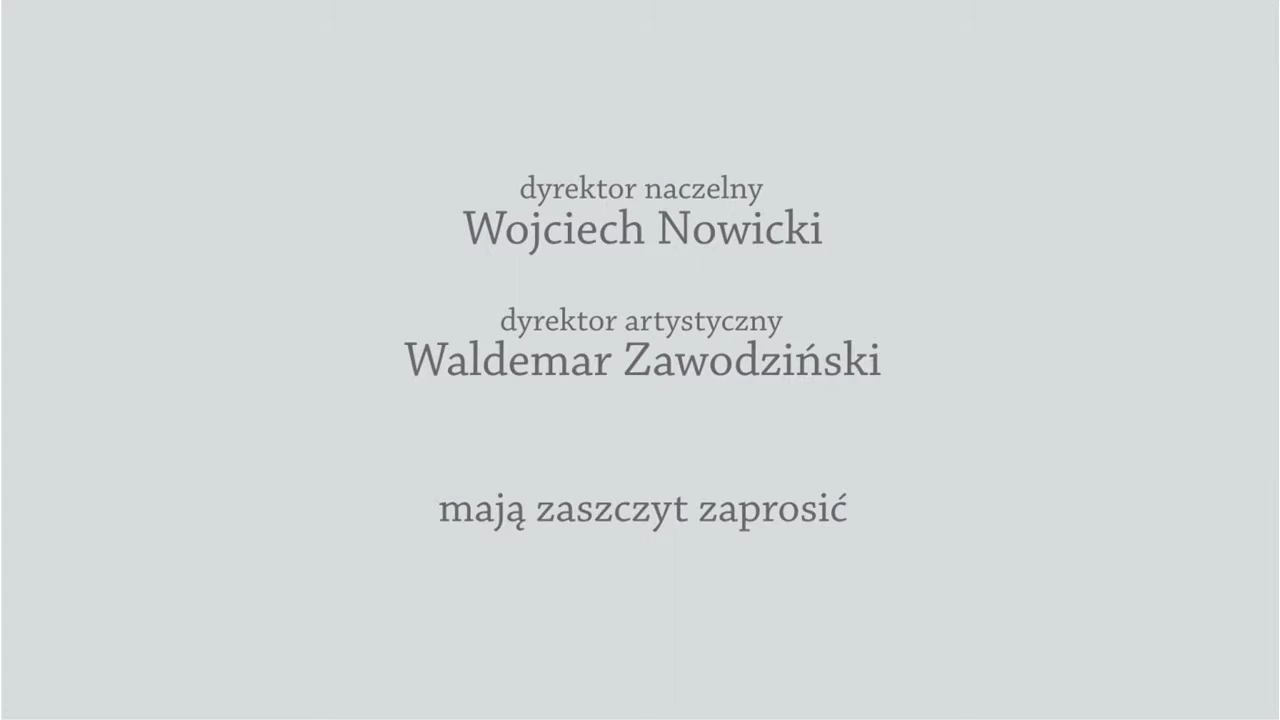 dyrektor naczelny
Wojciech Nowicki
dyrektor artystyczny
Waldemar Zawodziński
mają zaszczyt zaprosić